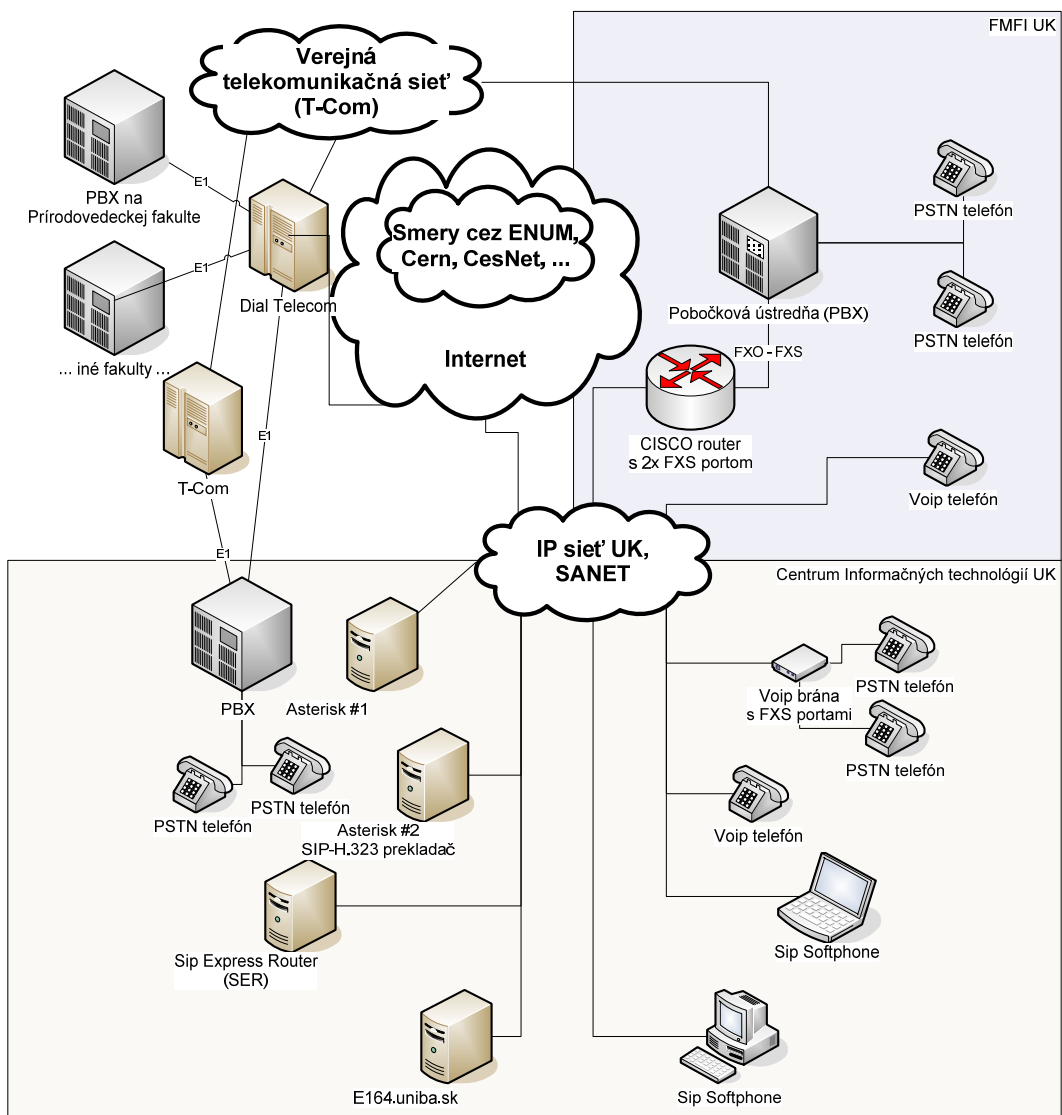 FMFI UK
Verejná
telekomunikačná sieť
(T-Com)
PBX na
Prírodovedeckej fakulte
E1
E1
... iné fakulty ...
Dial Telecom
Smery cez ENUM,
Cern, CesNet, ...
Internet
PSTN telefón
Pobočková ústredňa (PBX)
PSTN telefón
FXO - FXS
CISCO router
s 2x FXS portom
T-Com
E1
Voip telefón
E1
IP sieť UK,
SANET
Centrum Informačných technológií UK
PBX
Asterisk #1
Voip brána
s FXS portami
PSTN telefón
PSTN telefón
PSTN telefón
PSTN telefón
Asterisk #2
SIP-H.323 prekladač
Voip telefón
Sip Express Router
(SER)
Sip Softphone
E164.uniba.sk
Sip Softphone